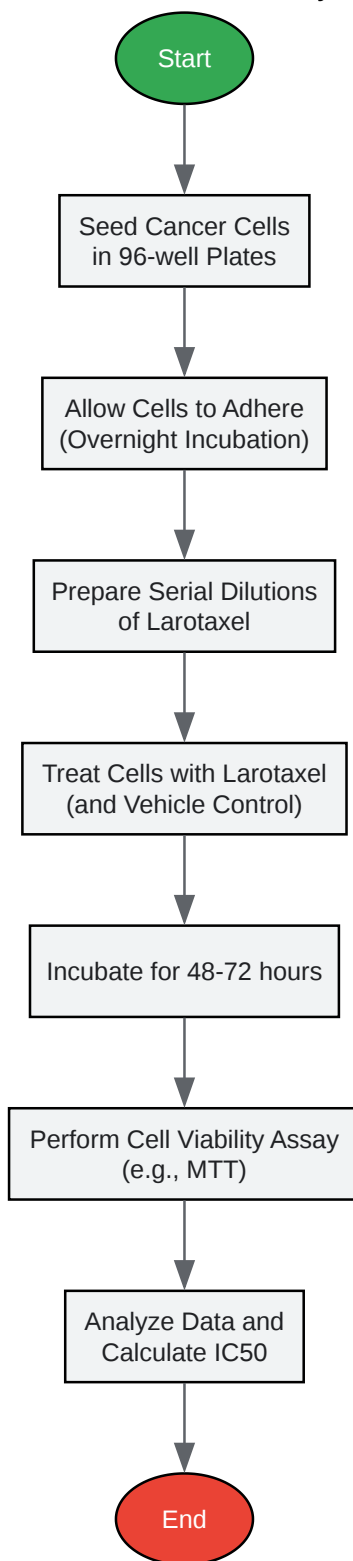 Start
Seed Cancer Cells
in 96-well Plates
Allow Cells to Adhere
(Overnight Incubation)
Prepare Serial Dilutions
of Larotaxel
Treat Cells with Larotaxel
(and Vehicle Control)
Incubate for 48-72 hours
Perform Cell Viability Assay
(e.g., MTT)
Analyze Data and
Calculate IC50
End